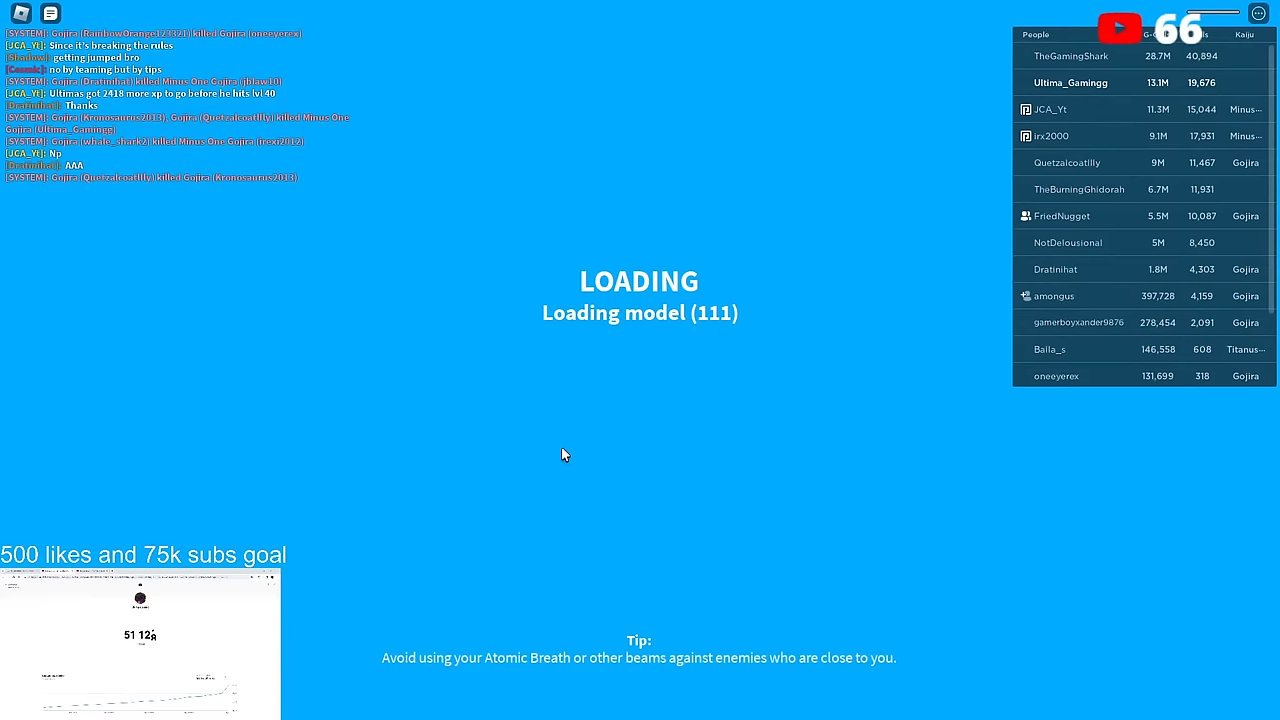 [SYSTEM]: Gojira (RainbowOrange123321) killed Gojira (oneeyerex)
[JCA_Yt]: Since it's breaking the rules
[Shadow]: getting jumped bro
[Cosmic]: no by teaming but by tips
[SYSTEM]: Gojira (Dratinihat) killed Minus One Gojira (jhlaw10)
[JCA_Yt]: Ultimas got 2418 more xp to go before he hits lvl 40
[Dratinihat]: Thanks
[SYSTEM]: Gojira (Kronosaurus2013), Gojira (Quetzalcoatllly) killed Minus One
Gojira (Ultima_Gamingg)
[SYSTEM]: Gojira (whale_shark2) killed Minus One Gojira (irexi2012)
[JCA_Yt]: Np
[Dratinihat]: AAA
[SYSTEM]: Gojira (Quetzalcoatllly) killed Gojira (Kronosaurus2013)
66
People Kaiju
TheGamingShark 28.7M 40,894
Ultima_Gamingg 13.1M 19,676
JCA_Yt 11.3M 15,044 Minus...
irx2000 9.1M 17,931 Minus...
Quetzalcoatllly 9M 11,467 Gojira
TheBurningGhidorah 6.7M 11,931
FriedNugget 5.5M 10,087 Gojira
NotDelousional 5M 8,450
Dratinihat 1.8M 4,303 Gojira
amongus 397,728 4,159 Gojira
gamerboyxander9876 278,454 2,091 Gojira
Balla_s 146,558 608 Titanus...
oneeyerex 131,699 318 Gojira
LOADING
Loading model (111)
500 likes and 75k subs goal
51 12
Tip:
Avoid using your Atomic Breath or other beams against enemies who are close to you.